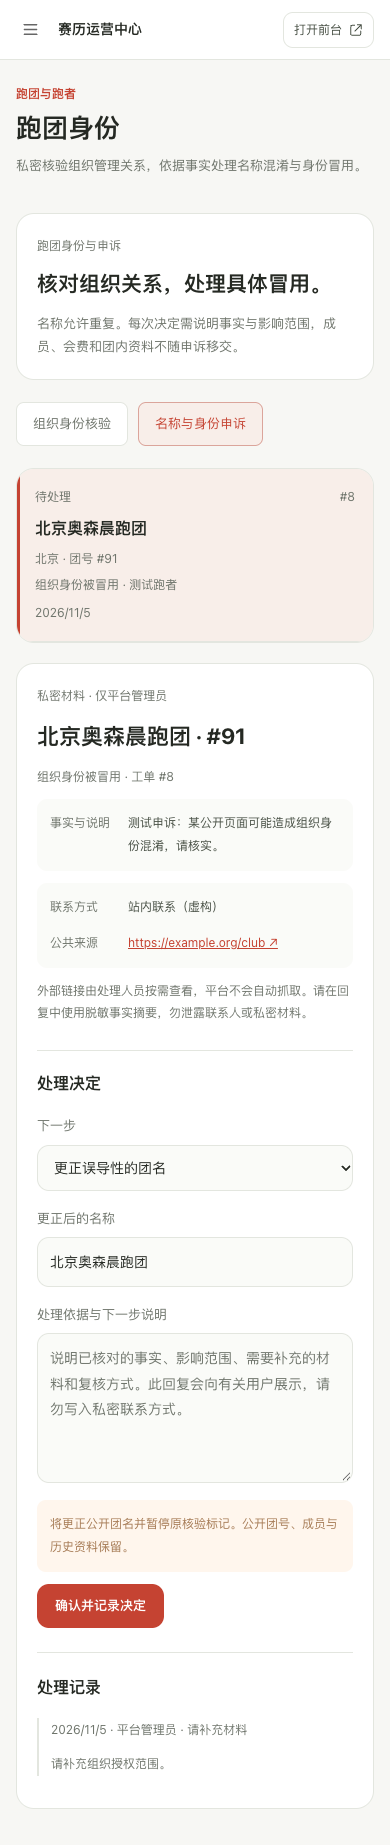 赛历运营中心
打开前台
跑团与跑者
跑团身份
私密核验组织管理关系，依据事实处理名称混淆与身份冒用。
跑团身份与申诉
核对组织关系，处理具体冒用。
名称允许重复。每次决定需说明事实与影响范围，成
员、会费和团内资料不随申诉移交。
组织身份核验
名称与身份申诉
待处理
#8
北京奥森晨跑团
北京 · 团号 #91
组织身份被冒用 · 测试跑者
2026/11/5
私密材料 · 仅平台管理员
北京奥森晨跑团 · #91
组织身份被冒用 · 工单 #8
事实与说明
测试申诉：某公开页面可能造成组织身
份混淆，请核实。
联系方式
站内联系（虚构）
公共来源
https://example.org/club ↗
外部链接由处理人员按需查看，平台不会自动抓取。请在回
复中使用脱敏事实摘要，勿泄露联系人或私密材料。
处理决定
下一步
更正误导性的团名
更正后的名称
北京奥森晨跑团
处理依据与下一步说明
说明已核对的事实、影响范围、需要补充的材
料和复核方式。此回复会向有关用户展示，请
勿写入私密联系方式。
将更正公开团名并暂停原核验标记。公开团号、成员与
历史资料保留。
确认并记录决定
处理记录
2026/11/5 · 平台管理员 · 请补充材料
请补充组织授权范围。